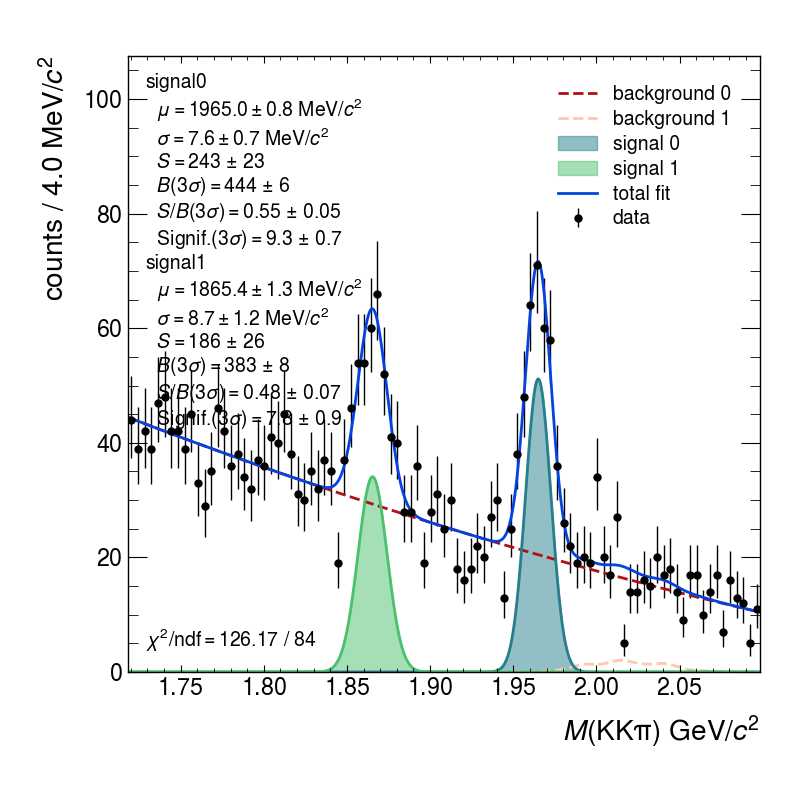 counts / 4.0 MeV/c²
100
80
60
40
20
0
signal0
μ = 1965.0 ± 0.8 MeV/c²
σ = 7.6 ± 0.7 MeV/c²
S = 243 ± 23
B(3σ) = 444 ± 6
S/B(3σ) = 0.55 ± 0.05
Signif.(3σ) = 9.3 ± 0.7
signal1
μ = 1865.4 ± 1.3 MeV/c²
σ = 8.7 ± 1.2 MeV/c²
S = 186 ± 26
B(3σ) = 383 ± 8
S/B(3σ) = 0.48 ± 0.07
Signif.(3σ) = 7.8 ± 0.9
background 0
background 1
signal 0
signal 1
total fit
data
χ²/ndf = 126.17 / 84
1.75 1.80 1.85 1.90 1.95 2.00 2.05
M(KKπ) GeV/c²